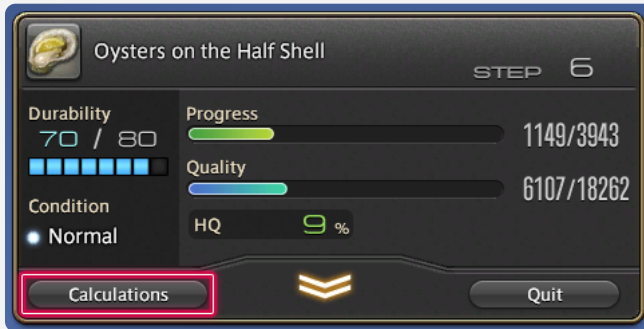 Oysters on the Half Shell
STEP 6
Durability
70 / 80
Progress
1149/3943
Quality
6107/18262
Condition
Normal
HQ 9 %
Calculations
Quit